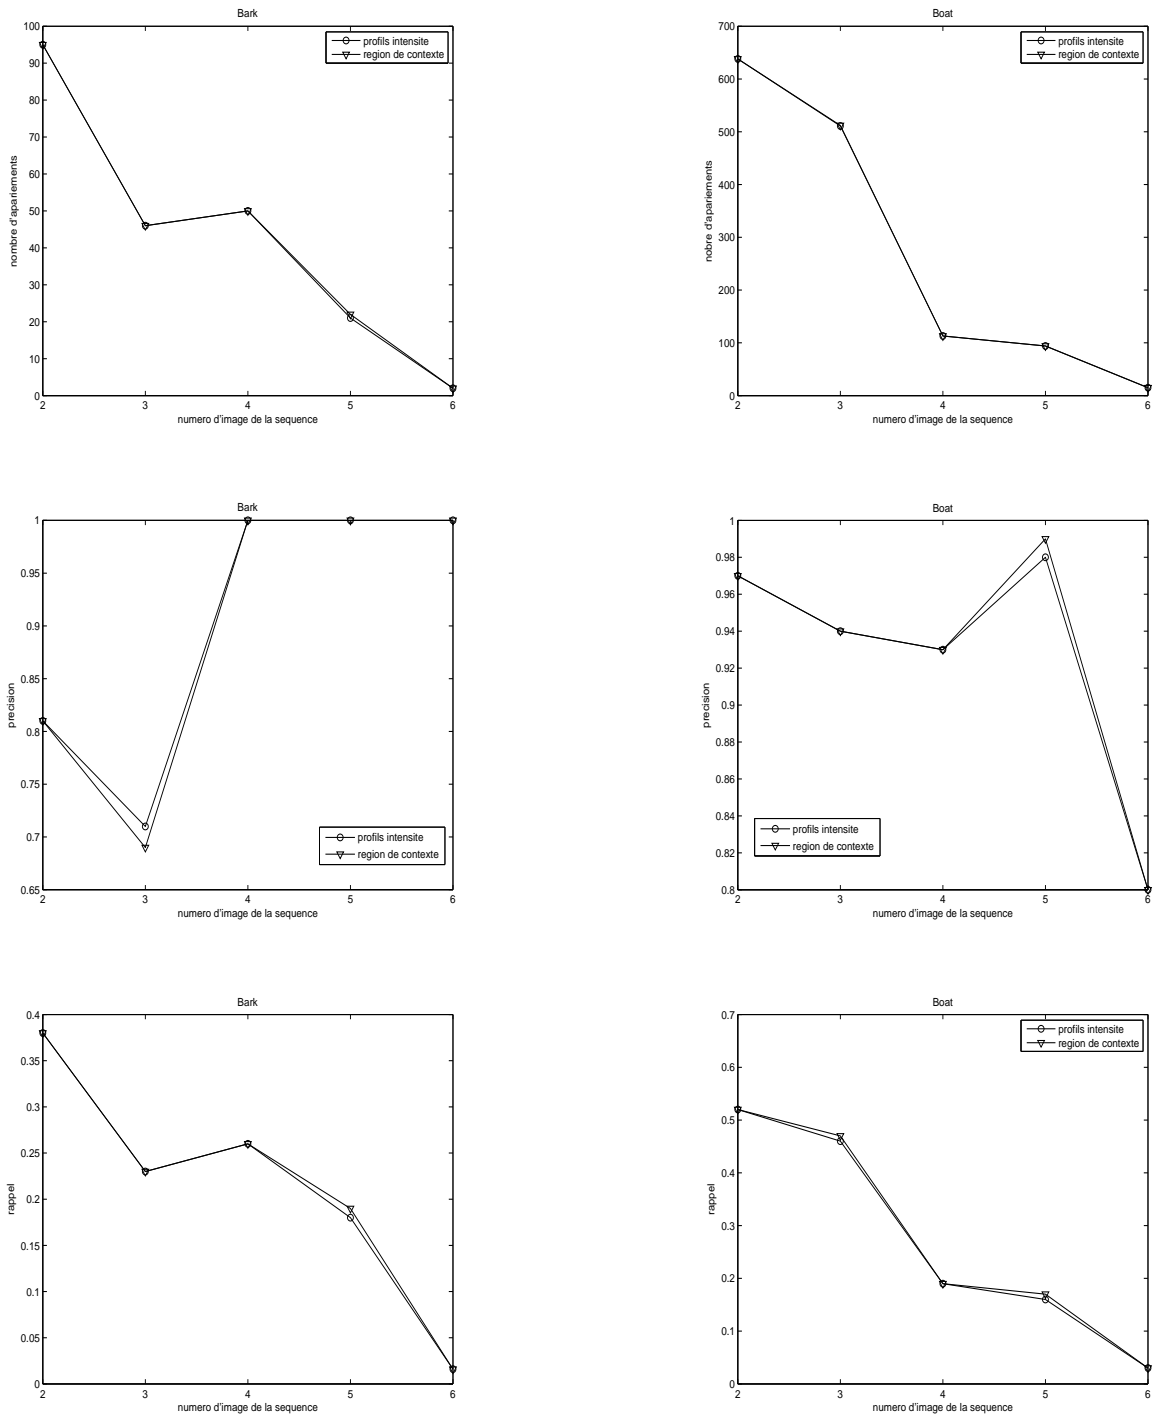 Bark
100
90
80
70
60
50
40
30
20
10
0
nombre d'apariements
profils intensite
region de contexte
2 3 4 5 6
numero d'image de la sequence
Boat
700
600
500
400
300
200
100
0
nobre d'apariements
profils intensite
region de contexte
2 3 4 5 6
numero d'image de la sequence
Bark
1
0.95
0.9
0.85
0.8
0.75
0.7
0.65
precision
profils intensite
region de contexte
2 3 4 5 6
numero d'image de la sequence
Boat
1
0.98
0.96
0.94
0.92
0.9
0.88
0.86
0.84
0.82
0.8
precision
profils intensite
region de contexte
2 3 4 5 6
numero d'image de la sequence
Bark
0.4
0.35
0.3
0.25
0.2
0.15
0.1
0.05
0
rappel
2 3 4 5 6
numero d'image de la sequence
Boat
0.7
0.6
0.5
0.4
0.3
0.2
0.1
0
rappel
profils intensite
region de contexte
2 3 4 5 6
numero d'image de la sequence